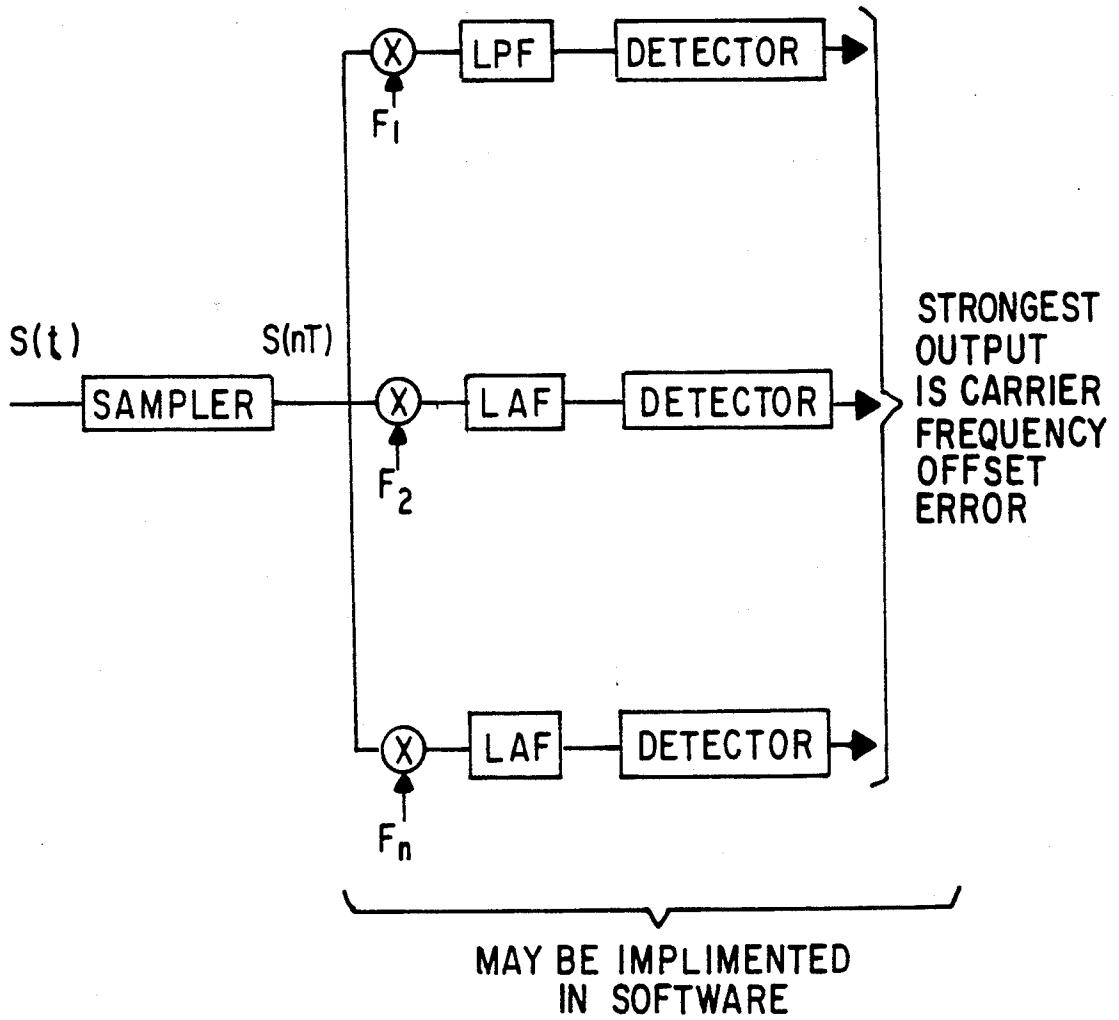 X LPF DETECTOR
F1
S(t) S(nT)
SAMPLER X LAF DETECTOR
F2
STRONGEST
OUTPUT
IS CARRIER
FREQUENCY
OFFSET
ERROR
X LAF DETECTOR
Fn
MAY BE IMPLIMENTED
IN SOFTWARE